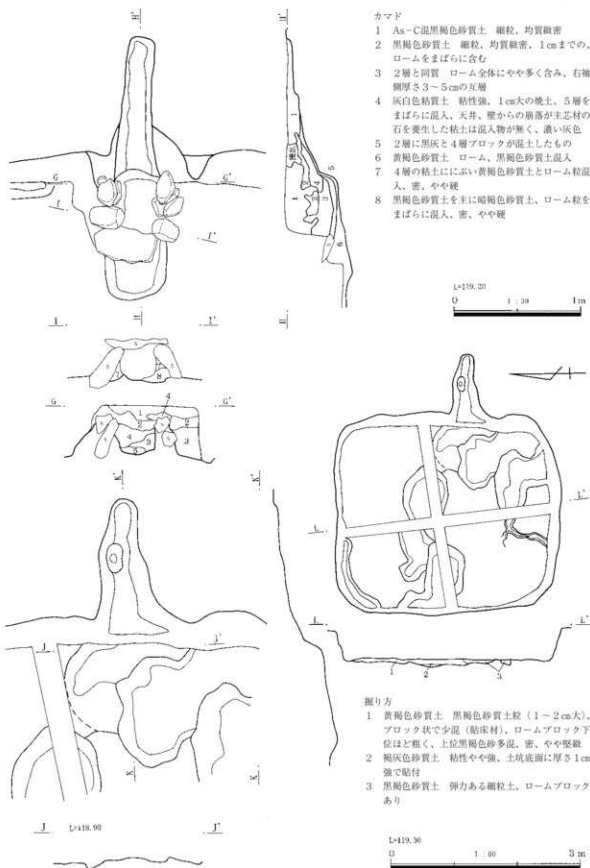 カマド
1 As-C混黒褐色砂質土 細粒、均質緻密
2 黒褐色砂質土 細粒、均質緻密、1cmまでの、
ロームをまばらに含む
3 2層と同質 ローム全体にやや多く含み、右袖
側厚さ3～5cmの互層
4 灰白色粘質土 粘性強、1cm大の焼土、5層を
まばらに混入、天井、壁からの崩落が主芯材の
石を養生した粘土は混入物が無く、濃い灰色
5 2層に黒灰と4層ブロックが混土したもの
6 黄褐色砂質土 ローム、黒褐色砂質土混入
7 4層の粘土ににぶい黄褐色砂質土とローム粒混
入、密、やや硬
8 黒褐色砂質土を主に暗褐色砂質土、ローム粒を
まばらに混入、密、やや硬
L=119.20
0 1：30 1m
H'
H'
G
G'
I
I'
H
H
I
I'
G
G'
K'
K'
L
L'
L
L'
1
2
3
J
J'
K
K
掘り方
1 黄褐色砂質土 黒褐色砂質土粒（1～2cm大）、
ブロック状で少混（貼床材）、ロームブロック下
位ほど粗く、上位黒褐色砂多混、密、やや堅緻
2 褐灰色砂質土 粘性やや強、土坑底面に厚さ1cm
強で貼付
3 黒褐色砂質土 弾力ある細粒土、ロームブロック
あり
J L=118.90 J'
L=119.30
0 1：60 3m